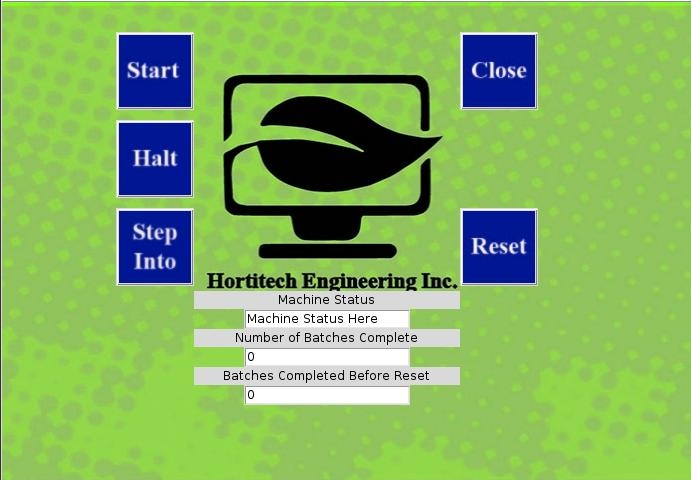 Start
Close
Halt
Step
Into
Reset
Hortitech Engineering Inc.
Machine Status
Machine Status Here
Number of Batches Complete
0
Batches Completed Before Reset
0